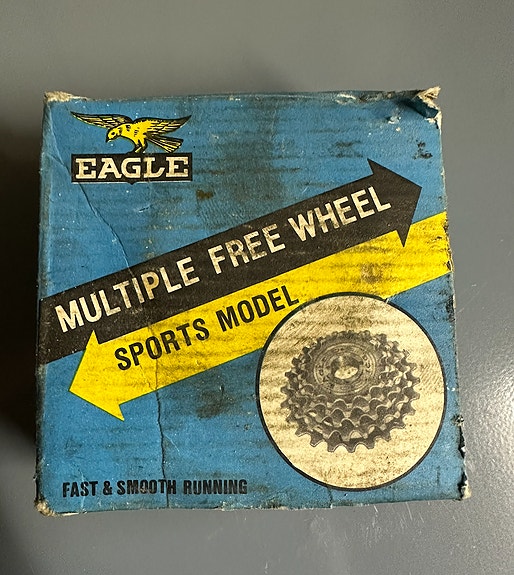 EAGLE
MULTIPLE FREE WHEEL
SPORTS MODEL
FAST & SMOOTH RUNNING